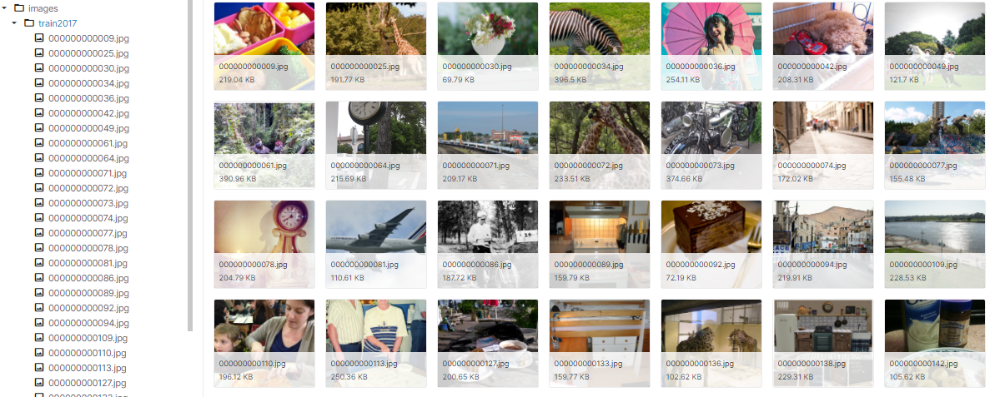 images
train2017
000000000009.jpg
000000000025.jpg
000000000030.jpg
000000000034.jpg
000000000036.jpg
000000000042.jpg
000000000049.jpg
000000000061.jpg
000000000064.jpg
000000000071.jpg
000000000072.jpg
000000000073.jpg
000000000074.jpg
000000000077.jpg
000000000078.jpg
000000000081.jpg
000000000086.jpg
000000000089.jpg
000000000092.jpg
000000000094.jpg
000000000109.jpg
000000000110.jpg
000000000113.jpg
000000000127.jpg
000000000009.jpg
219.04 KB
000000000025.jpg
191.77 KB
000000000030.jpg
69.79 KB
000000000034.jpg
396.5 KB
000000000036.jpg
254.11 KB
000000000042.jpg
208.31 KB
000000000049.jpg
121.7 KB
000000000061.jpg
390.96 KB
000000000064.jpg
215.69 KB
000000000071.jpg
209.17 KB
000000000072.jpg
233.51 KB
000000000073.jpg
374.66 KB
000000000074.jpg
172.02 KB
000000000077.jpg
155.48 KB
000000000078.jpg
204.79 KB
000000000081.jpg
110.61 KB
000000000086.jpg
187.72 KB
000000000089.jpg
159.79 KB
000000000092.jpg
72.19 KB
000000000094.jpg
219.91 KB
000000000109.jpg
228.53 KB
000000000110.jpg
196.12 KB
000000000113.jpg
250.36 KB
000000000127.jpg
200.65 KB
000000000133.jpg
159.77 KB
000000000136.jpg
102.62 KB
000000000138.jpg
229.31 KB
000000000142.jpg
105.62 KB